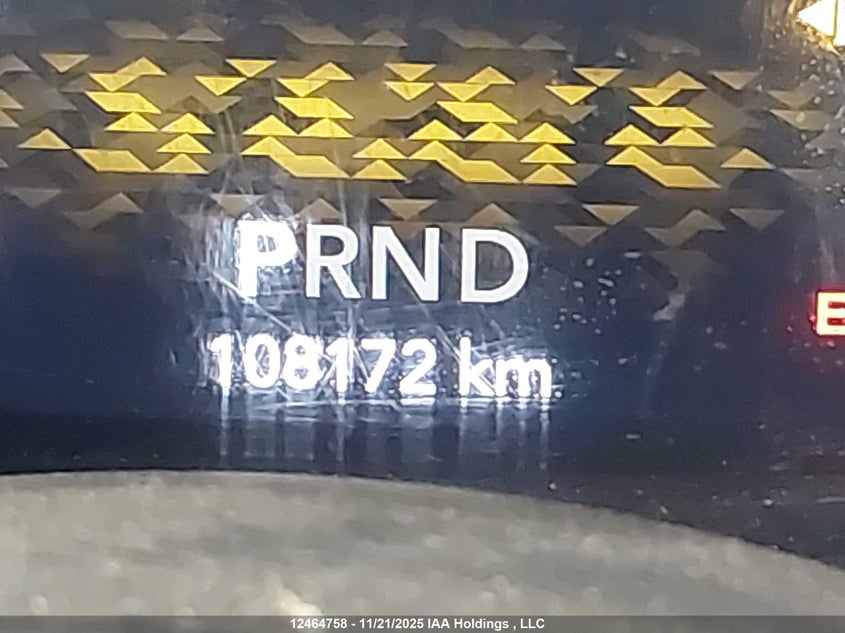 PRND
108172 km
E
12464758 - 11/21/2025 IAA Holdings , LLC